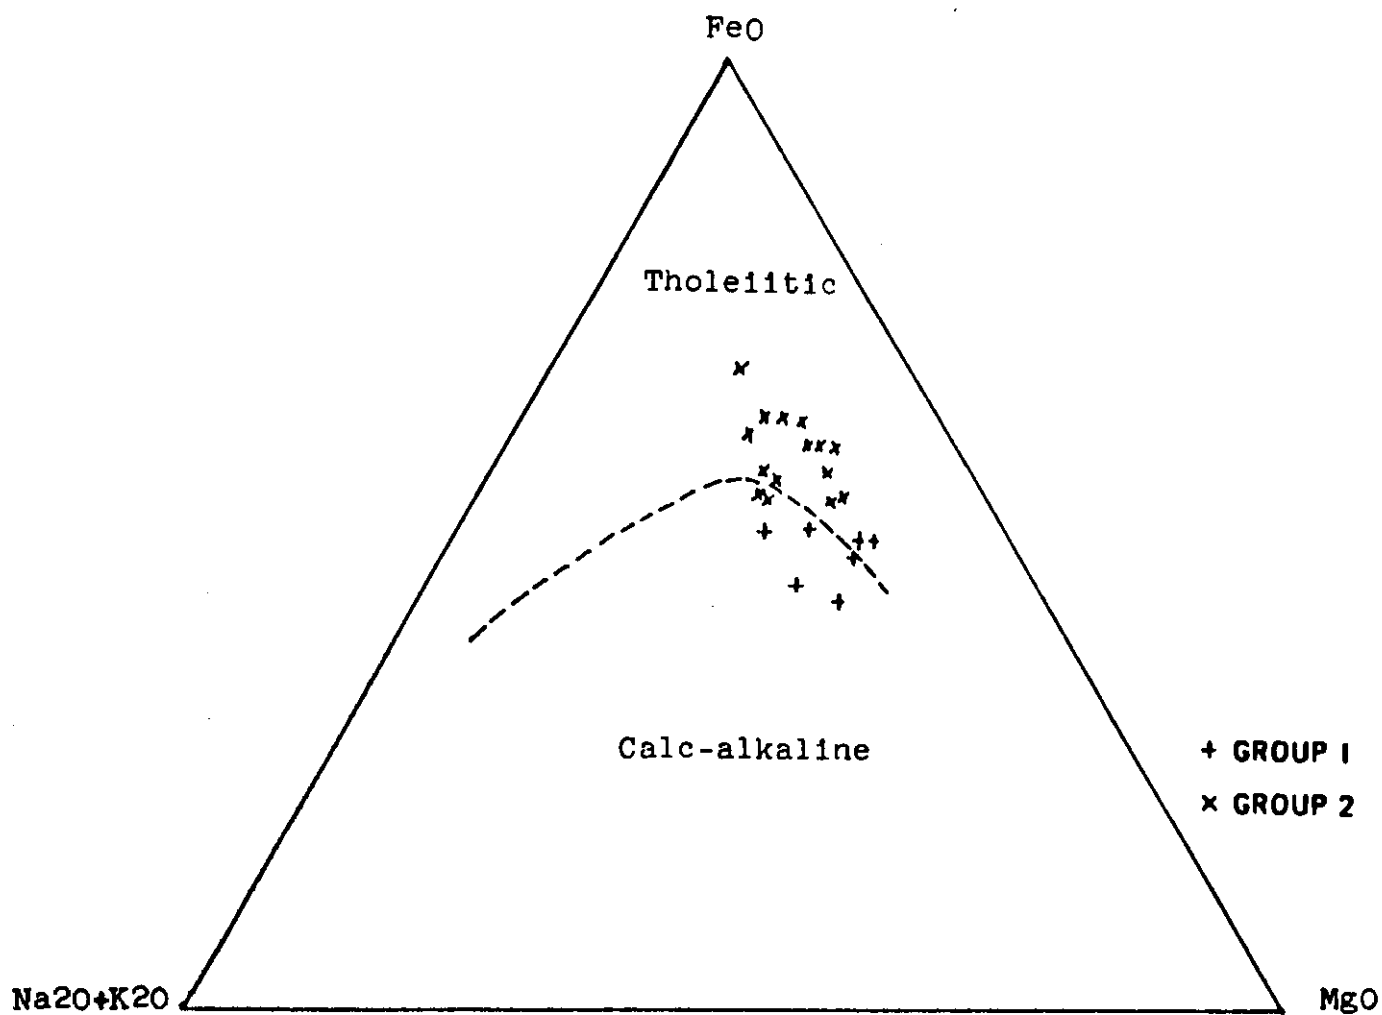 FeO
Tholeiitic
Calc-alkaline
+ GROUP 1
x GROUP 2
Na2O+K2O
MgO